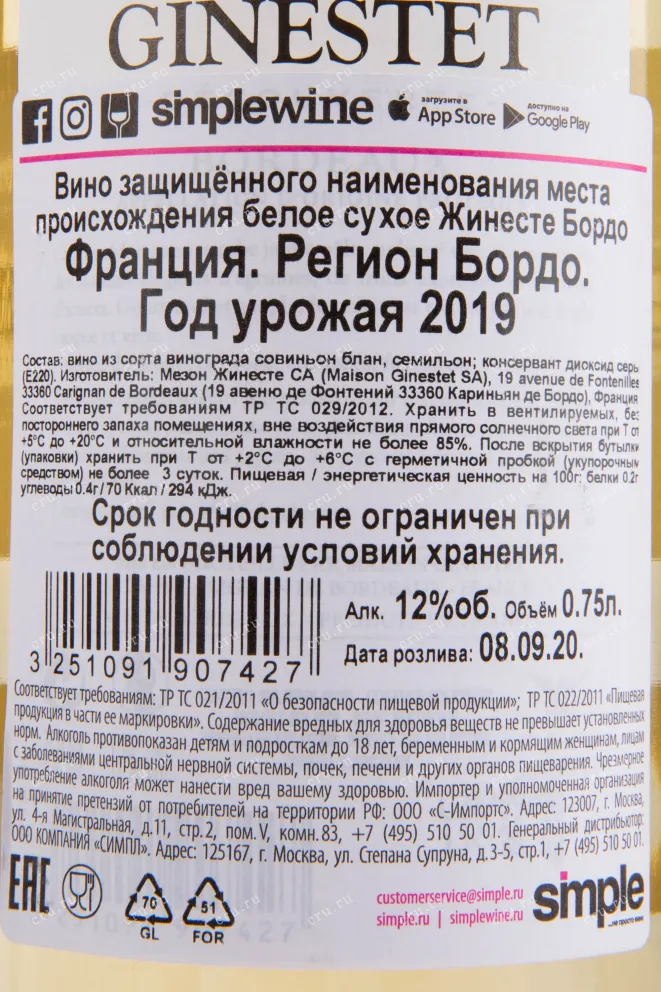 GINESTET
simplewine загрузите в App Store доступно на Google Play
Вино защищённого наименования места
происхождения белое сухое Жинесте Бордо
Франция. Регион Бордо.
Год урожая 2019
Состав: вино из сорта винограда совиньон блан, семильон; консервант диоксид серы
(Е220). Изготовитель: Мезон Жинесте СА (Maison Ginestet SA), 19 avenue de Fontenilles
33360 Carignan de Bordeaux (19 авеню де Фонтений 33360 Кариньян де Бордо), Франция
Соответствует требованиям ТР ТС 029/2012. Хранить в вентилируемых, без
постороннего запаха помещениях, вне воздействия прямого солнечного света при Т от
+5°С до +20°С и относительной влажности не более 85%. После вскрытия бутылки
(упаковки) хранить при Т от +2°С до +6°С с герметичной пробкой (укупорочным
средством) не более 3 суток. Пищевая / энергетическая ценность на 100г: белки 0.2г
углеводы 0.4г/ 70 Ккал / 294 кДж.
Срок годности не ограничен при
соблюдении условий хранения.
Алк. 12%об. Объём 0.75л.
Дата розлива: 08.09.20.
3 251091 907427
Соответствует требованиям: ТР ТС 021/2011 «О безопасности пищевой продукции»; ТР ТС 022/2011 «Пищевая
продукция в части ее маркировки». Содержание вредных для здоровья веществ не превышает установленных
норм. Алкоголь противопоказан детям и подросткам до 18 лет, беременным и кормящим женщинам, лицам
с заболеваниями центральной нервной системы, почек, печени и других органов пищеварения. Чрезмерное
употребление алкоголя может нанести вред вашему здоровью. Импортер и уполномоченная организация
на принятие претензий от потребителей на территории РФ: ООО «С-Импортс». Адрес: 123007, г. Москва,
ул. 4-я Магистральная, д.11, стр.2, пом.V, комн.83, +7 (495) 510 50 01. Генеральный дистрибьютор:
ООО КОМПАНИЯ «СИМПЛ». Адрес: 125167, г. Москва, ул. Степана Супруна, д.3-5, стр.1, +7 (495) 510 50 01.
EAC
70
GL
51
FOR
customerservice@simple.ru
simple.ru | simplewine.ru
simple
...не просто вино
cru.ru